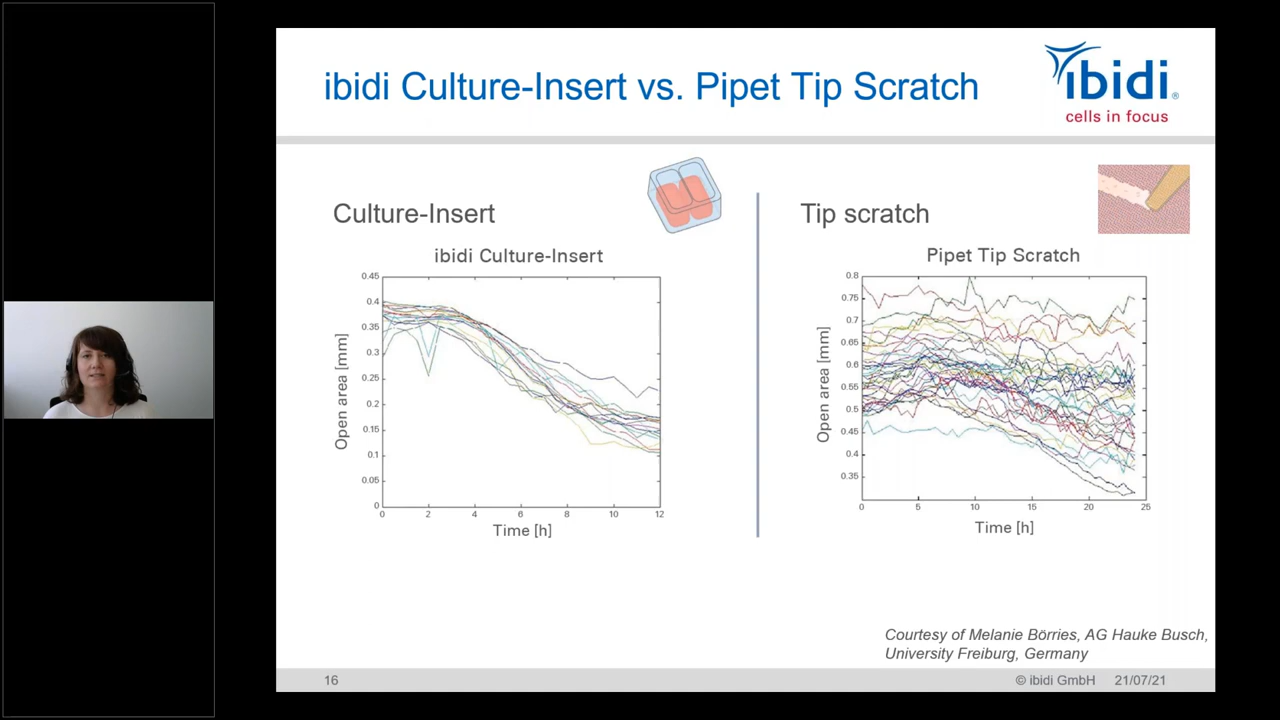 ibidi Culture-Insert vs. Pipet Tip Scratch
ibidi®
cells in focus
Culture-Insert
ibidi Culture-Insert
Open area [mm]
0.45
0.4
0.35
0.3
0.25
0.2
0.15
0.1
0.05
0
0 2 4 6 8 10 12
Time [h]
Tip scratch
Pipet Tip Scratch
Open area [mm]
0.8
0.75
0.7
0.65
0.6
0.55
0.5
0.45
0.4
0.35
0 5 10 15 20 25
Time [h]
Courtesy of Melanie Börries, AG Hauke Busch,
University Freiburg, Germany
16
© ibidi GmbH 21/07/21